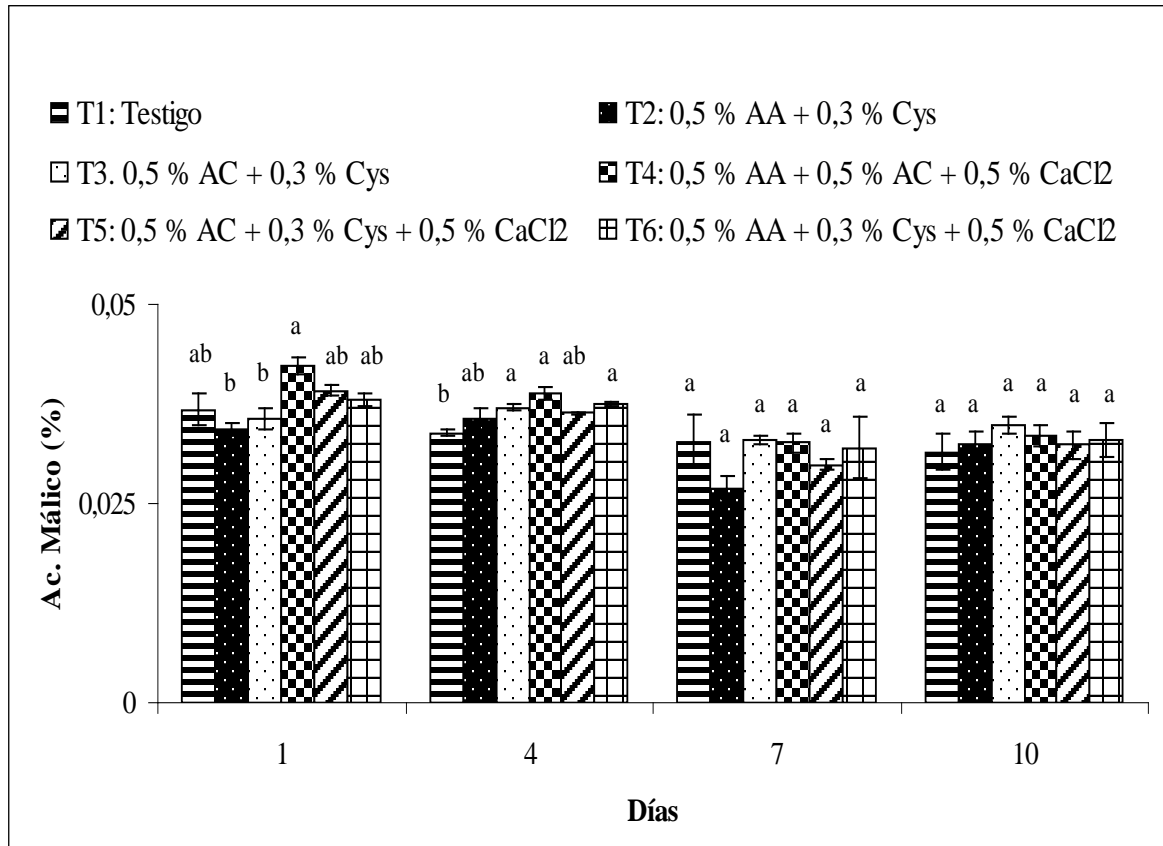 T1: Testigo
T2: 0,5 % AA + 0,3 % Cys
T3. 0,5 % AC + 0,3 % Cys
T4: 0,5 % AA + 0,5 % AC + 0,5 % CaCl2
T5: 0,5 % AC + 0,3 % Cys + 0,5 % CaCl2
T6: 0,5 % AA + 0,3 % Cys + 0,5 % CaCl2
Ac. Málico (%)
0,05
0,025
0
ab b b a ab ab
b ab a a ab a
a a a a a a
a a a a a a
1 4 7 10
Días